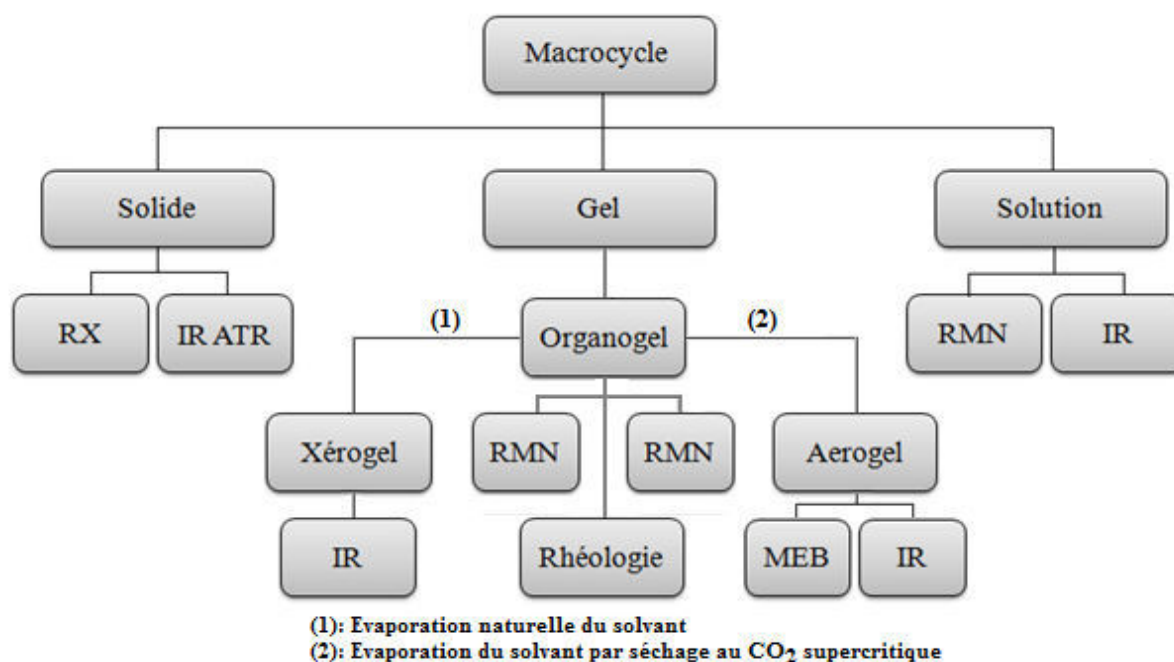 Macrocycle
Solide
Gel
Solution
RX
IR ATR
(1)
Organogel
(2)
RMN
IR
Xérogel
RMN
RMN
Aerogel
IR
Rhéologie
MEB
IR
(1): Evaporation naturelle du solvant
(2): Evaporation du solvant par séchage au CO2 supercritique